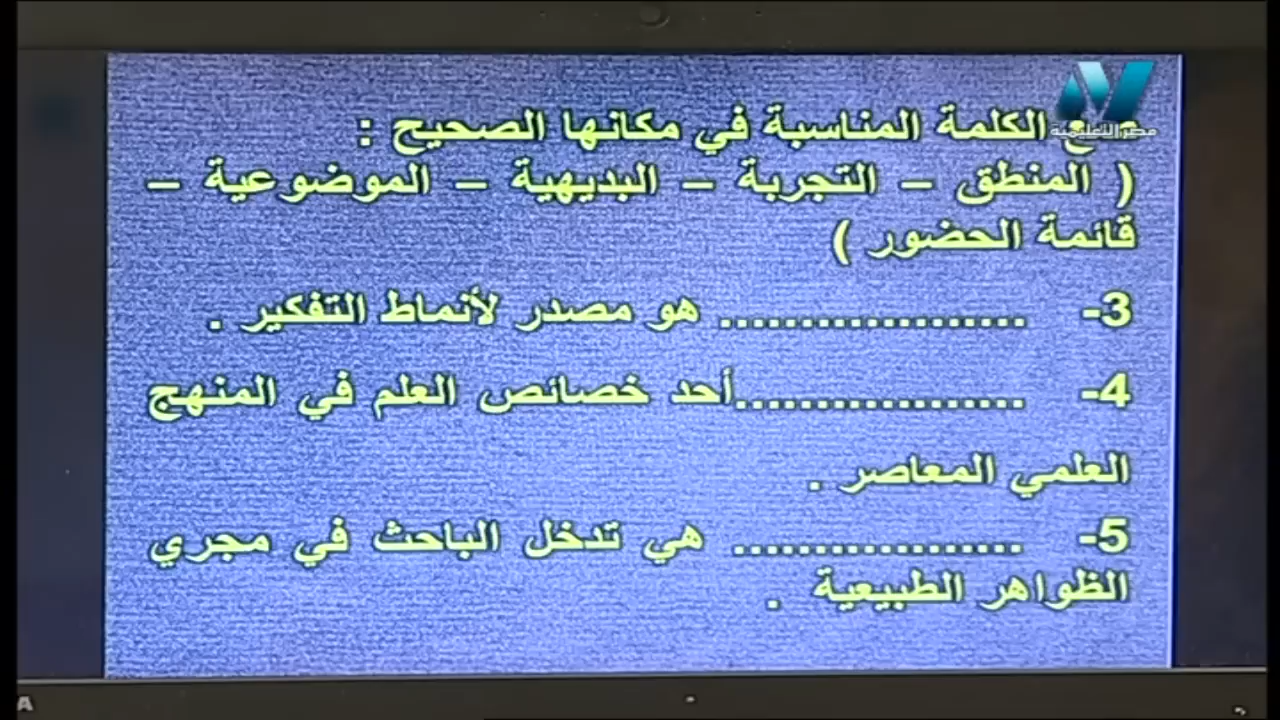 مصر التعليمية
ضع الكلمة المناسبة في مكانها الصحيح :
( المنطق – التجربة – البديهية – الموضوعية –
قائمة الحضور )
3- .................. هو مصدر لأنماط التفكير .
4- ..................أحد خصائص العلم في المنهج
العلمي المعاصر .
5- .................. هي تدخل الباحث في مجري
الظواهر الطبيعية .
A